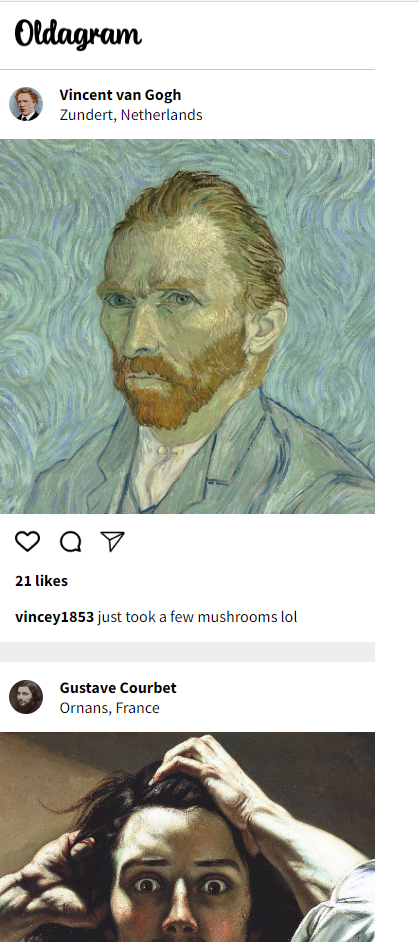 Oldagram
Vincent van Gogh
Zundert, Netherlands
21 likes
vincey1853 just took a few mushrooms lol
Gustave Courbet
Ornans, France